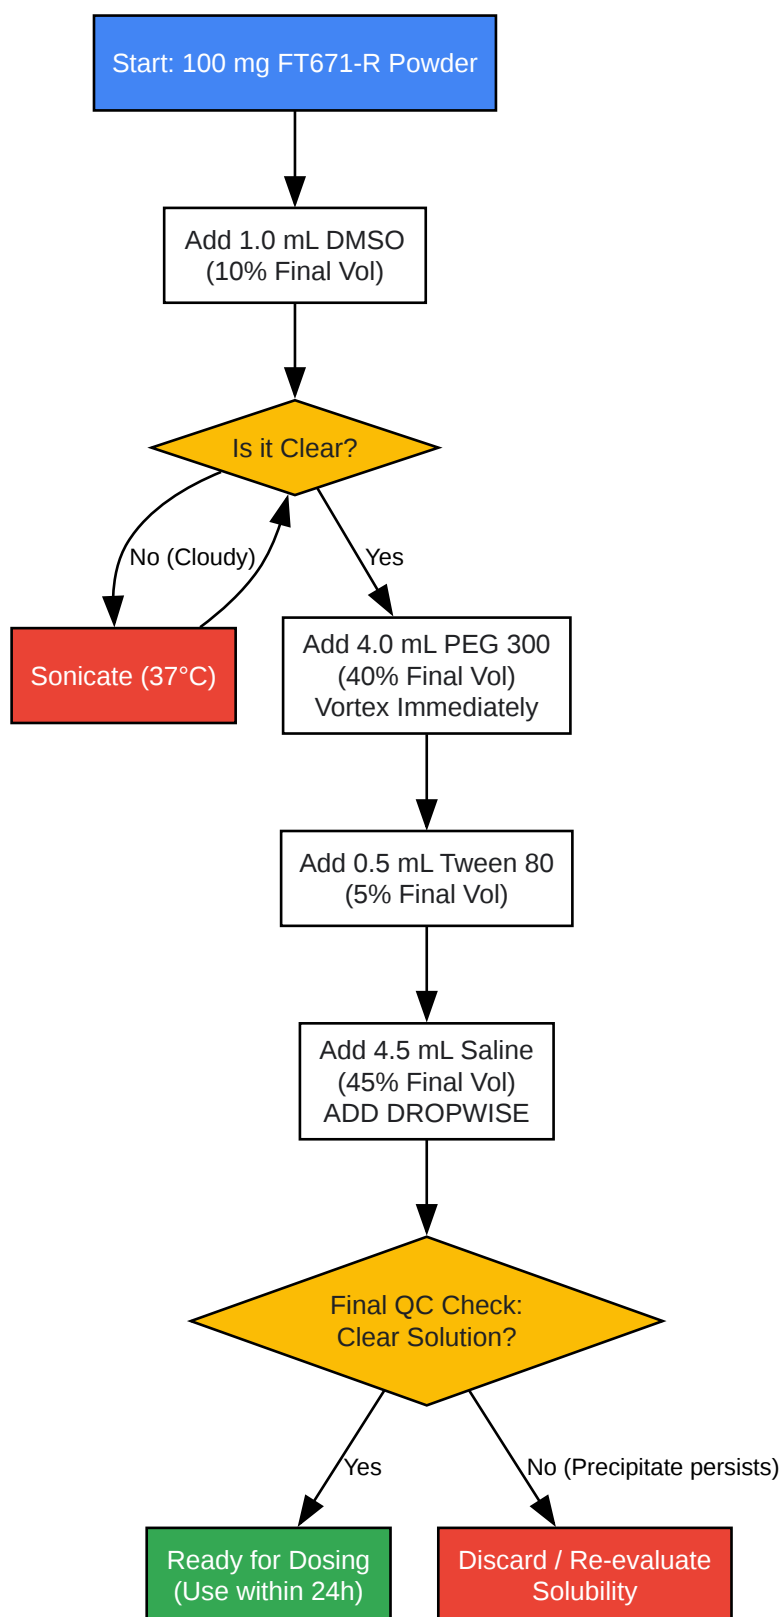 Start: 100 mg FT671-R Powder
Add 1.0 mL DMSO
(10% Final Vol)
Is it Clear?
No (Cloudy)
Yes
Sonicate (37°C)
Add 4.0 mL PEG 300
(40% Final Vol)
Vortex Immediately
Add 0.5 mL Tween 80
(5% Final Vol)
Add 4.5 mL Saline
(45% Final Vol)
ADD DROPWISE
Final QC Check:
Clear Solution?
Yes
No (Precipitate persists)
Ready for Dosing
(Use within 24h)
Discard / Re-evaluate
Solubility